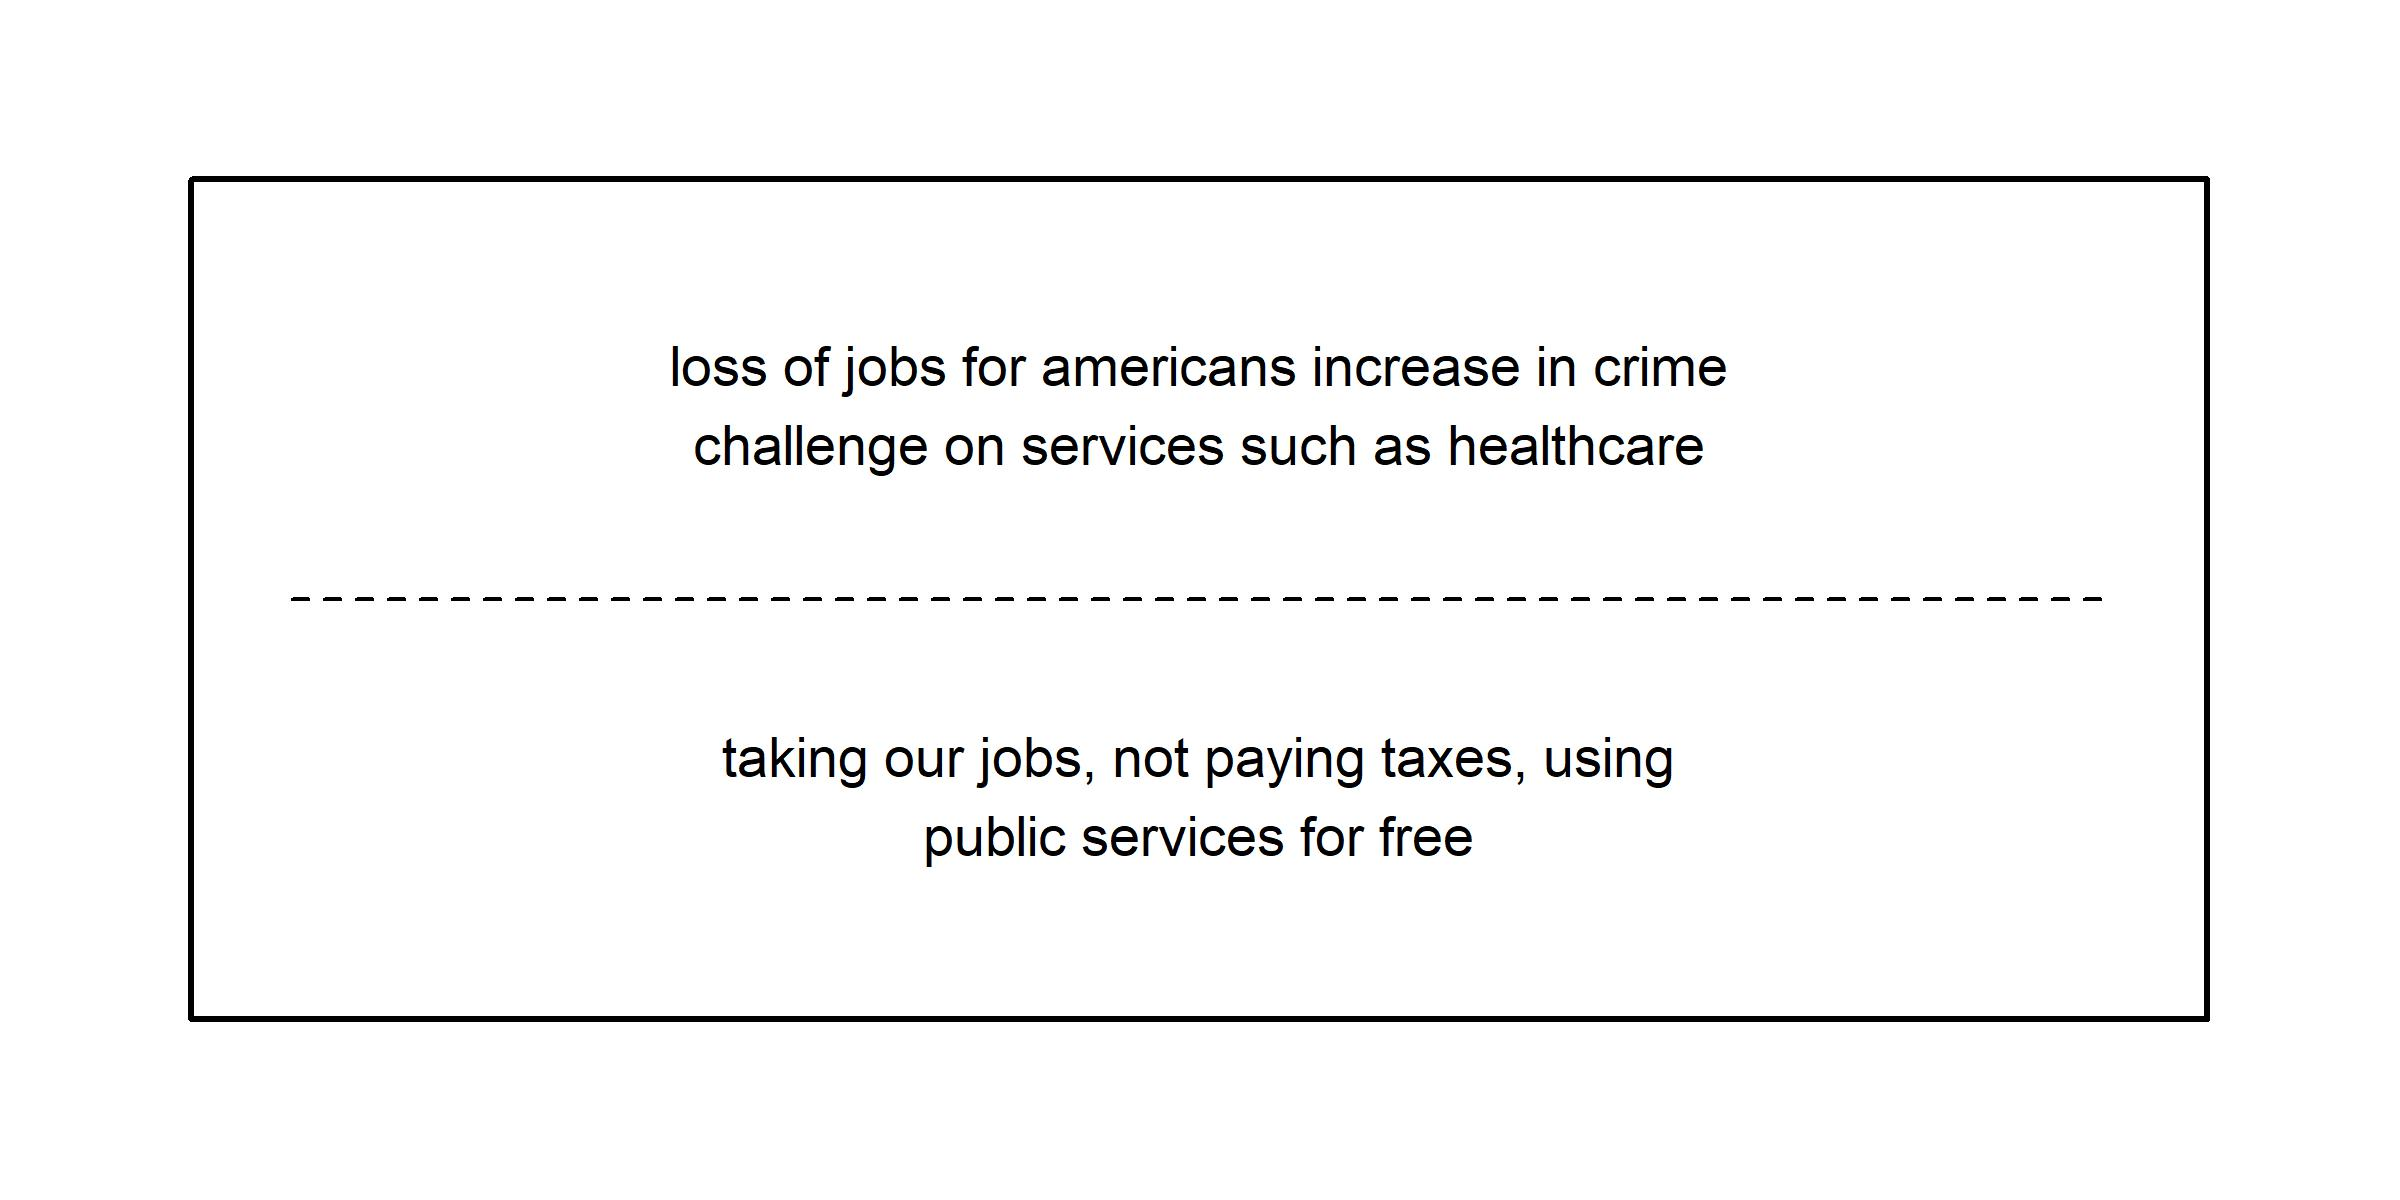 loss of jobs for americans increase in crime
challenge on services such as healthcare
taking our jobs, not paying taxes, using
public services for free